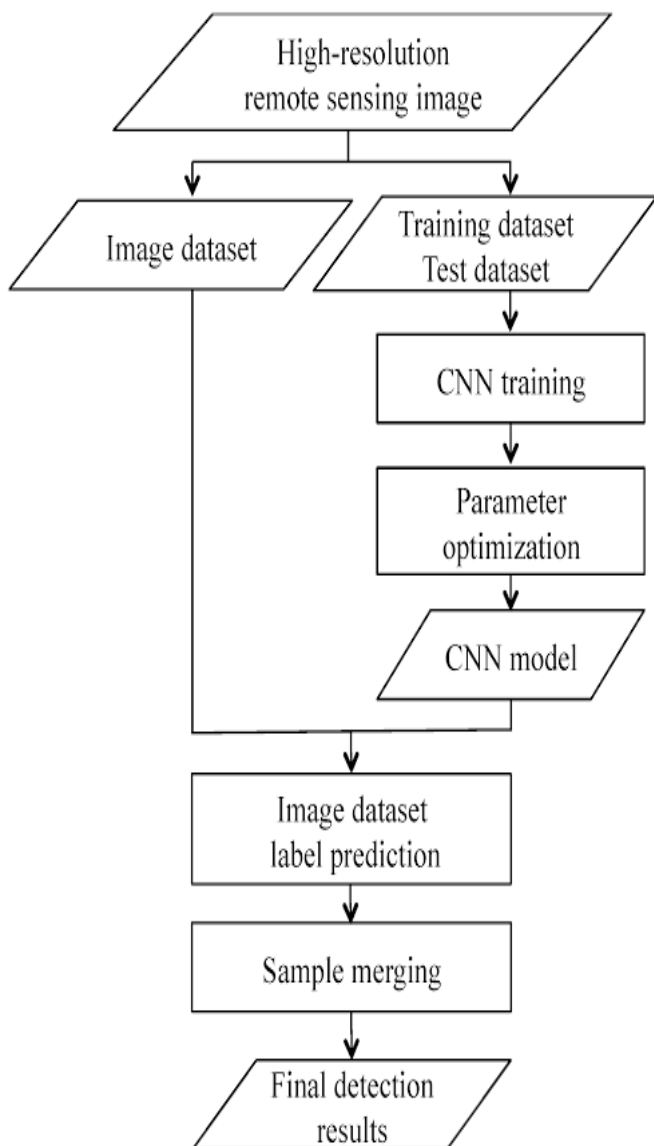 High-resolution
remote sensing image
Image dataset
Training dataset
Test dataset
CNN training
Parameter
optimization
CNN model
Image dataset
label prediction
Sample merging
Final detection
results